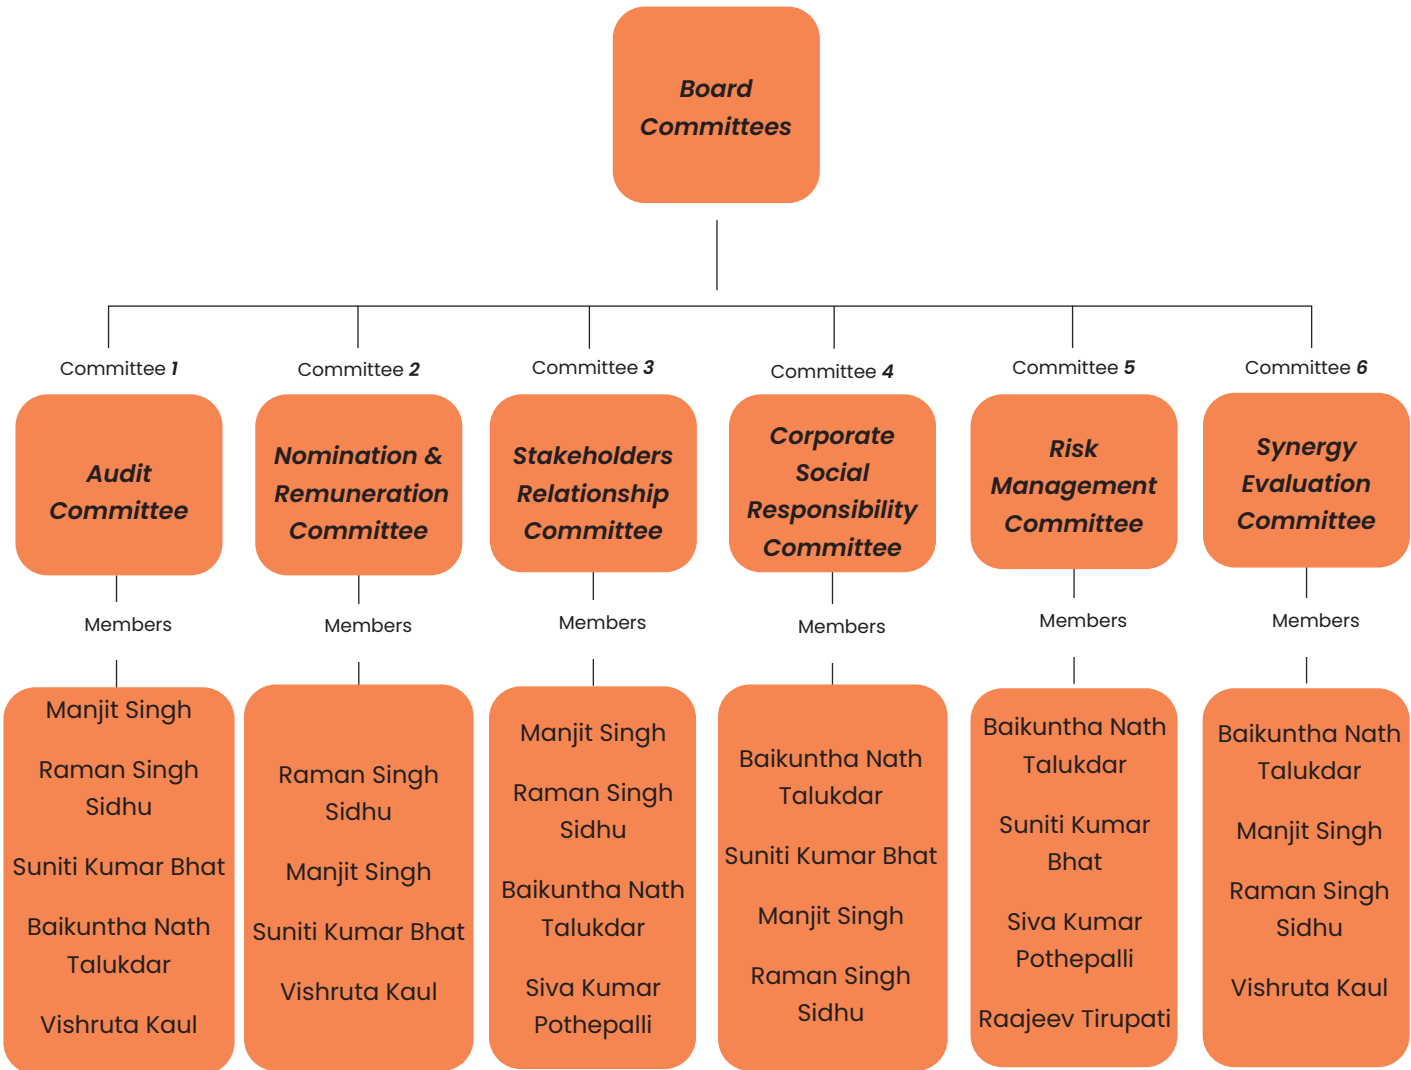 Board
Committees
Committee 1
Audit
Committee
Members
Manjit Singh
Raman Singh
Sidhu
Suniti Kumar Bhat
Baikuntha Nath
Talukdar
Vishruta Kaul
Committee 2
Nomination &
Remuneration
Committee
Members
Raman Singh
Sidhu
Manjit Singh
Suniti Kumar Bhat
Vishruta Kaul
Committee 3
Stakeholders
Relationship
Committee
Members
Manjit Singh
Raman Singh
Sidhu
Baikuntha Nath
Talukdar
Siva Kumar
Pothepalli
Committee 4
Corporate
Social
Responsibility
Committee
Members
Baikuntha Nath
Talukdar
Suniti Kumar Bhat
Manjit Singh
Raman Singh
Sidhu
Committee 5
Risk
Management
Committee
Members
Baikuntha Nath
Talukdar
Suniti Kumar
Bhat
Siva Kumar
Pothepalli
Raajeev Tirupati
Committee 6
Synergy
Evaluation
Committee
Members
Baikuntha Nath
Talukdar
Manjit Singh
Raman Singh
Sidhu
Vishruta Kaul